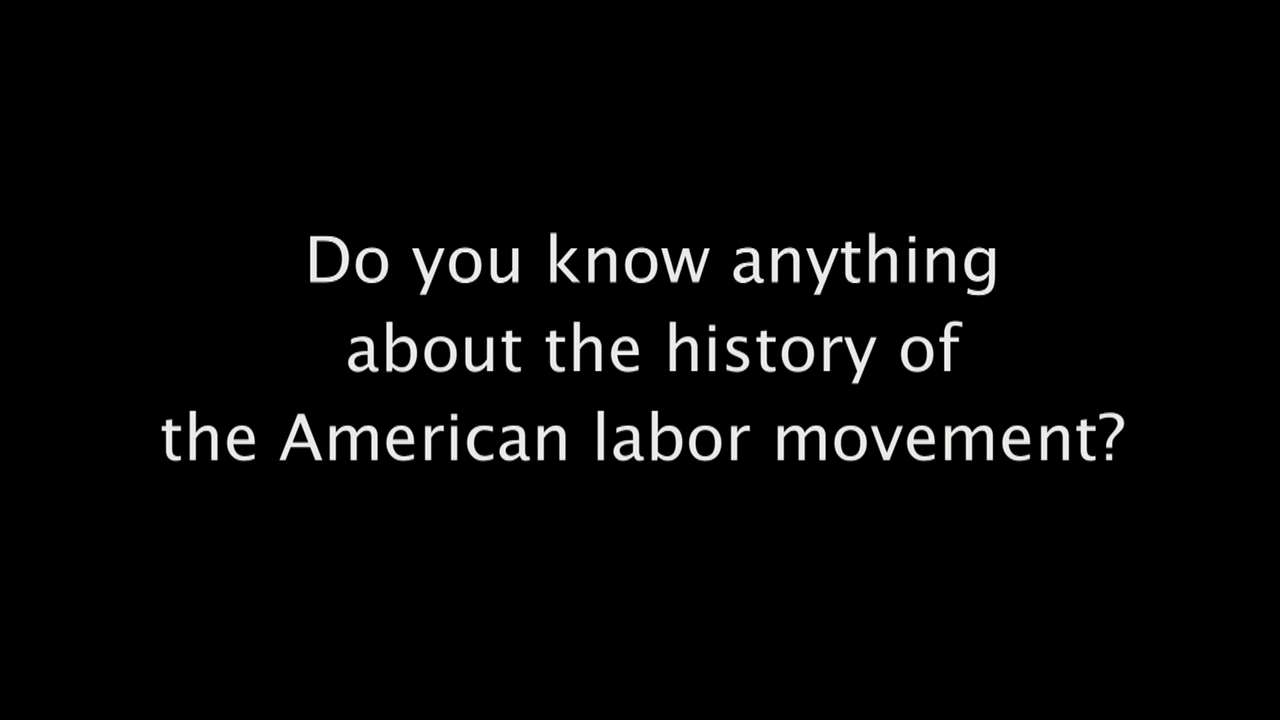 Do you know anything
about the history of
the American labor movement?